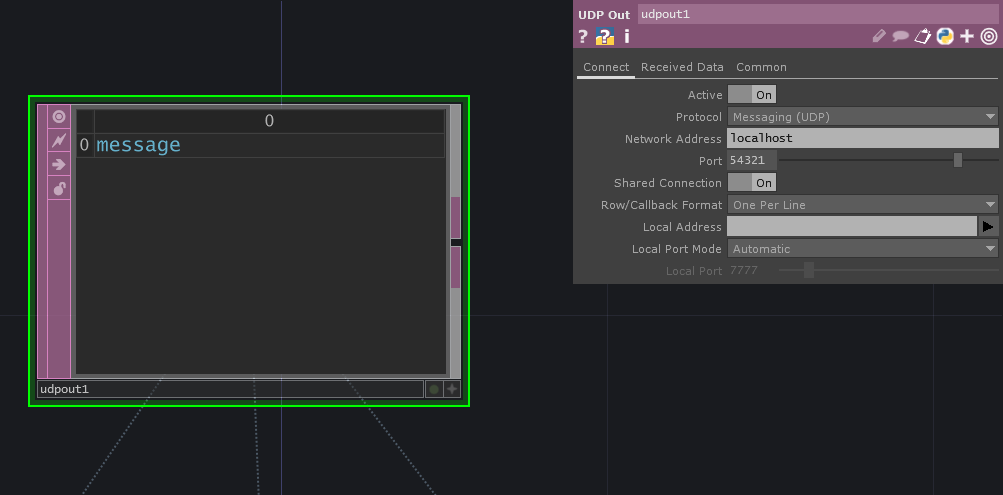 UDP Out udpout1
? ? i
Connect Received Data Common
Active On
Protocol Messaging (UDP)
Network Address localhost
Port 54321
Shared Connection On
Row/Callback Format One Per Line
Local Address
Local Port Mode Automatic
Local Port 7777
0
0 message
udpout1